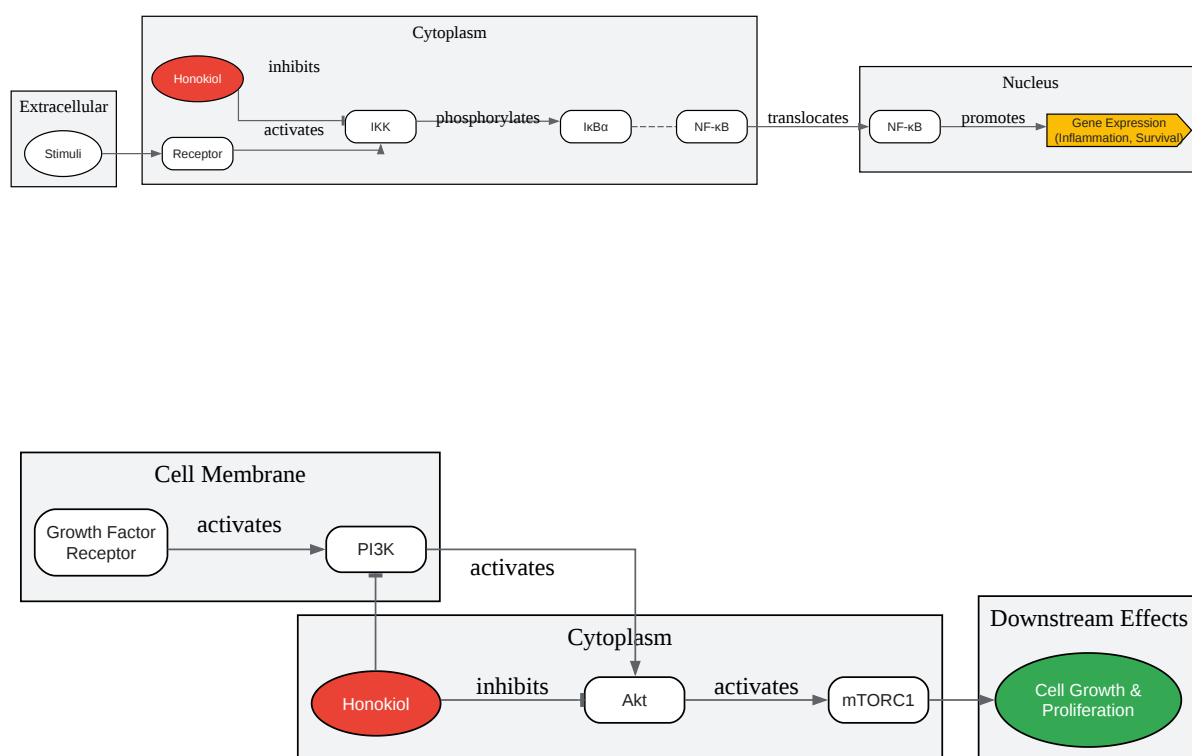 Cytoplasm
Honokiol
inhibits
Extracellular
Stimuli
Receptor
activates
IKK
phosphorylates
IκBα
NF-κB
translocates
Nucleus
NF-κB
promotes
Gene Expression
(Inflammation, Survival)
Cell Membrane
Growth Factor
Receptor
activates
PI3K
activates
Cytoplasm
Honokiol
inhibits
Akt
activates
mTORC1
Downstream Effects
Cell Growth &
Proliferation